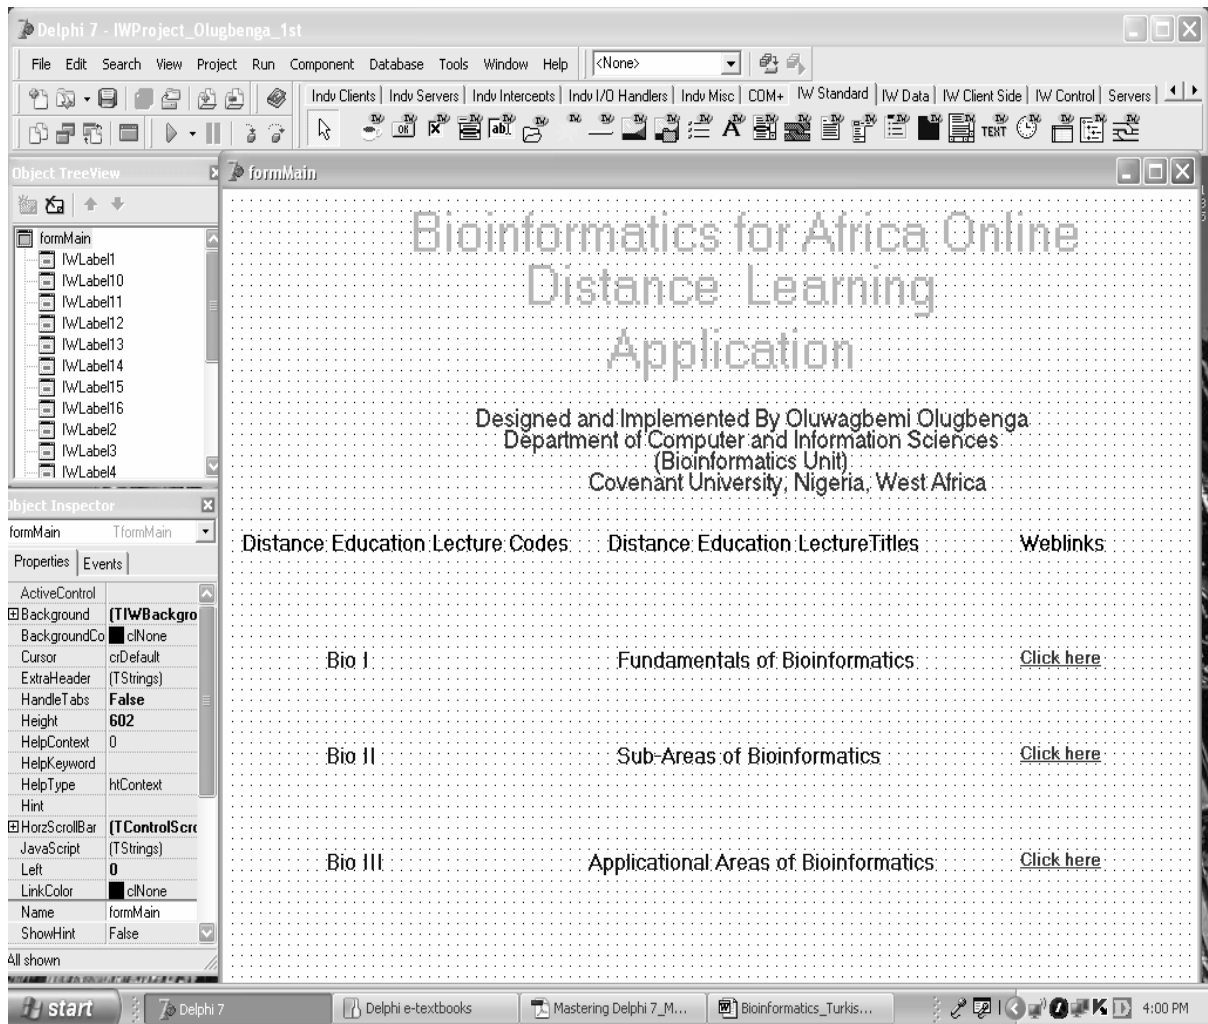 Delphi 7 - IWProject_Olugbenga_1st
File Edit Search View Project Run Component Database Tools Window Help <None>
Indy Clients Indy Servers Indy Intercepts Indy I/O Handlers Indy Misc COM+ IW Standard IW Data IW Client Side IW Control Servers
Object TreeView
formMain
IWLabel1
IWLabel10
IWLabel11
IWLabel12
IWLabel13
IWLabel14
IWLabel15
IWLabel16
IWLabel2
IWLabel3
IWLabel4
Object Inspector
formMain TformMain
Properties Events
ActiveControl
Background (TIWBackgro
BackgroundCo clNone
Cursor crDefault
ExtraHeader (TStrings)
HandleTabs False
Height 602
HelpContext 0
HelpKeyword
HelpType htContext
Hint
HorzScrollBar (TControlScro
JavaScript (TStrings)
Left 0
LinkColor clNone
Name formMain
ShowHint False
All shown
formMain
Bioinformatics for Africa Online
Distance Learning
Application
Designed and Implemented By Oluwagbemi Olugbenga
Department of Computer and Information Sciences
(Bioinformatics Unit)
Covenant University, Nigeria, West Africa
Distance Education Lecture Codes Distance Education LectureTitles Weblinks
Bio I Fundamentals of Bioinformatics Click here
Bio II Sub-Areas of Bioinformatics Click here
Bio III Applicational Areas of Bioinformatics Click here
start Delphi 7 Delphi e-textbooks Mastering Delphi 7_M... Bioinformatics_Turkis... 4:00 PM